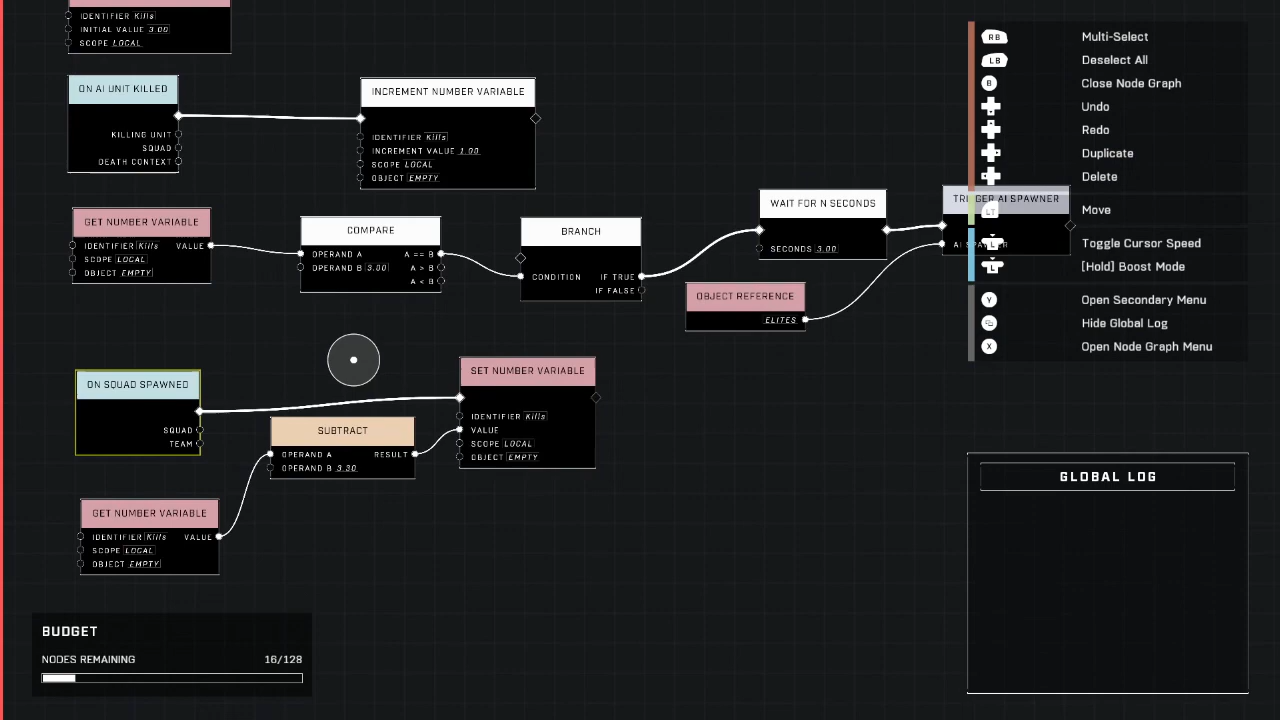 IDENTIFIER Kills
INITIAL VALUE 3.00
SCOPE LOCAL
ON AI UNIT KILLED
KILLING UNIT
SQUAD
DEATH CONTEXT
INCREMENT NUMBER VARIABLE
IDENTIFIER Kills
INCREMENT VALUE 1.00
SCOPE LOCAL
OBJECT EMPTY
GET NUMBER VARIABLE
IDENTIFIER Kills VALUE
SCOPE LOCAL
OBJECT EMPTY
COMPARE
OPERAND A A == B
OPERAND B 3.00 A > B
A < B
BRANCH
CONDITION IF TRUE
IF FALSE
WAIT FOR N SECONDS
SECONDS 3.00
OBJECT REFERENCE
ELITES
AI SPAWNER
ON SQUAD SPAWNED
SQUAD
TEAM
SUBTRACT
OPERAND A RESULT
OPERAND B 3.30
SET NUMBER VARIABLE
IDENTIFIER Kills
VALUE
SCOPE LOCAL
OBJECT EMPTY
GET NUMBER VARIABLE
IDENTIFIER Kills VALUE
SCOPE LOCAL
OBJECT EMPTY
BUDGET
NODES REMAINING 16/128
RB Multi-Select
LB Deselect All
B Close Node Graph
Undo
Redo
Duplicate
Delete
LT Move
L Toggle Cursor Speed
L [Hold] Boost Mode
Y Open Secondary Menu
Hide Global Log
X Open Node Graph Menu
GLOBAL LOG